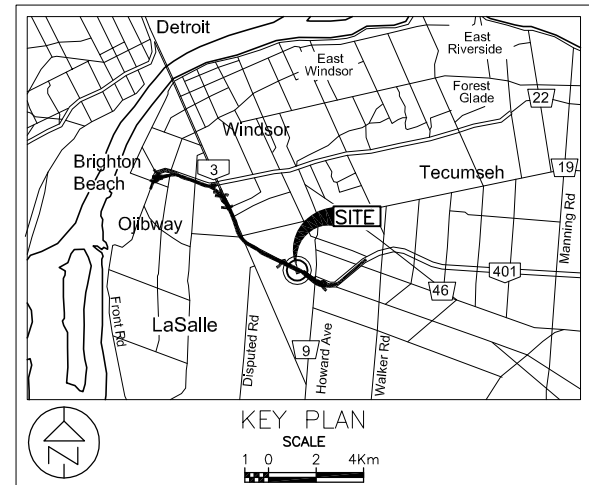 Detroit
East
Riverside
East
Windsor
Forest
Glade
22
Windsor
Brighton
Beach
3
Tecumseh
19
Manning Rd
SITE
Ojibway
401
46
Front Rd
LaSalle
Disputed Rd
9
Howard Ave
Walker Rd
N
KEY PLAN
SCALE
1 0 2 4Km